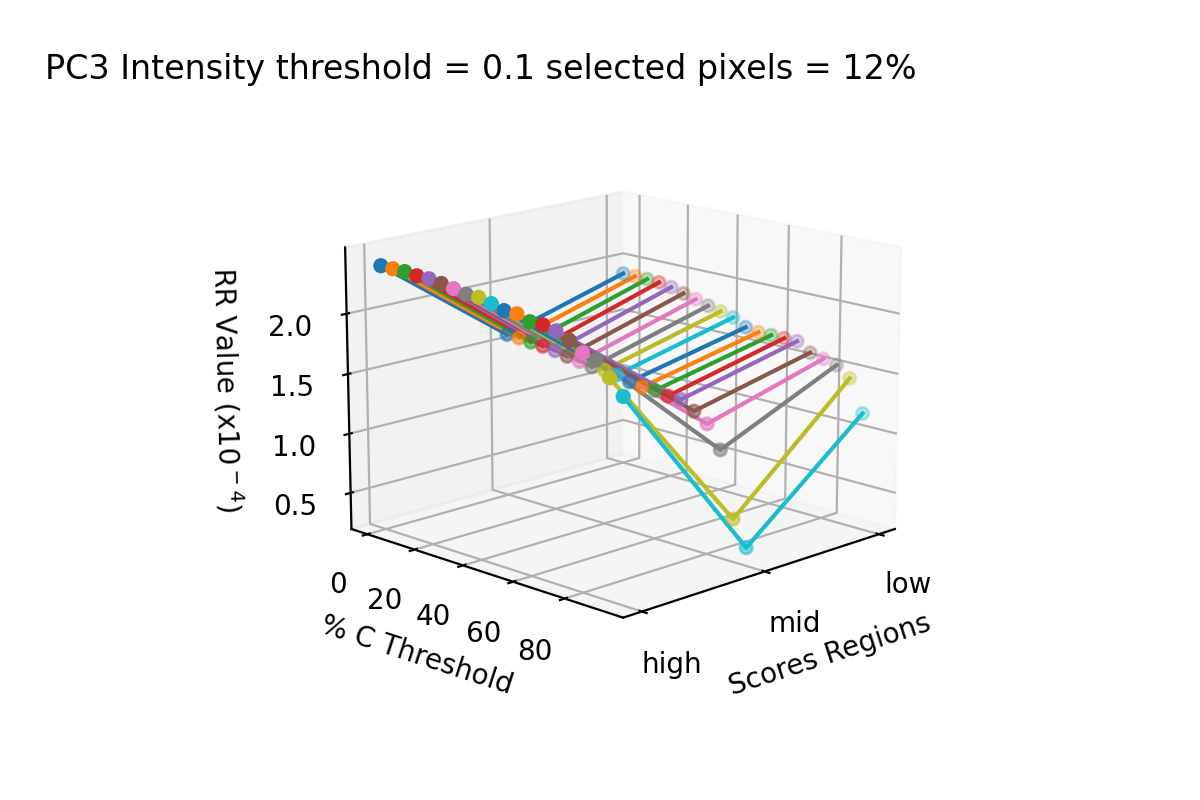 PC3 Intensity threshold = 0.1 selected pixels = 12%
RR Value (x10⁻⁴)
2.0
1.5
1.0
0.5
0
20
40
60
80
% C Threshold
high
mid
low
Scores Regions